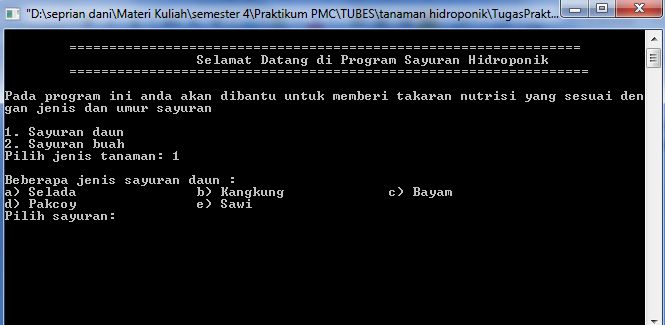 "D:\seprian dani\Materi Kuliah\semester 4\Praktikum PMC\TUBES\tanaman hidroponik\TugasPrakt...
================================================================
Selamat Datang di Program Sayuran Hidroponik
=================================================================
Pada program ini anda akan dibantu untuk memberi takaran nutrisi yang sesuai den
gan jenis dan umur sayuran
1. Sayuran daun
2. Sayuran buah
Pilih jenis tanaman: 1
Beberapa jenis sayuran daun :
a) Selada b) Kangkung c) Bayam
d) Pakcoy e) Sawi
Pilih sayuran: